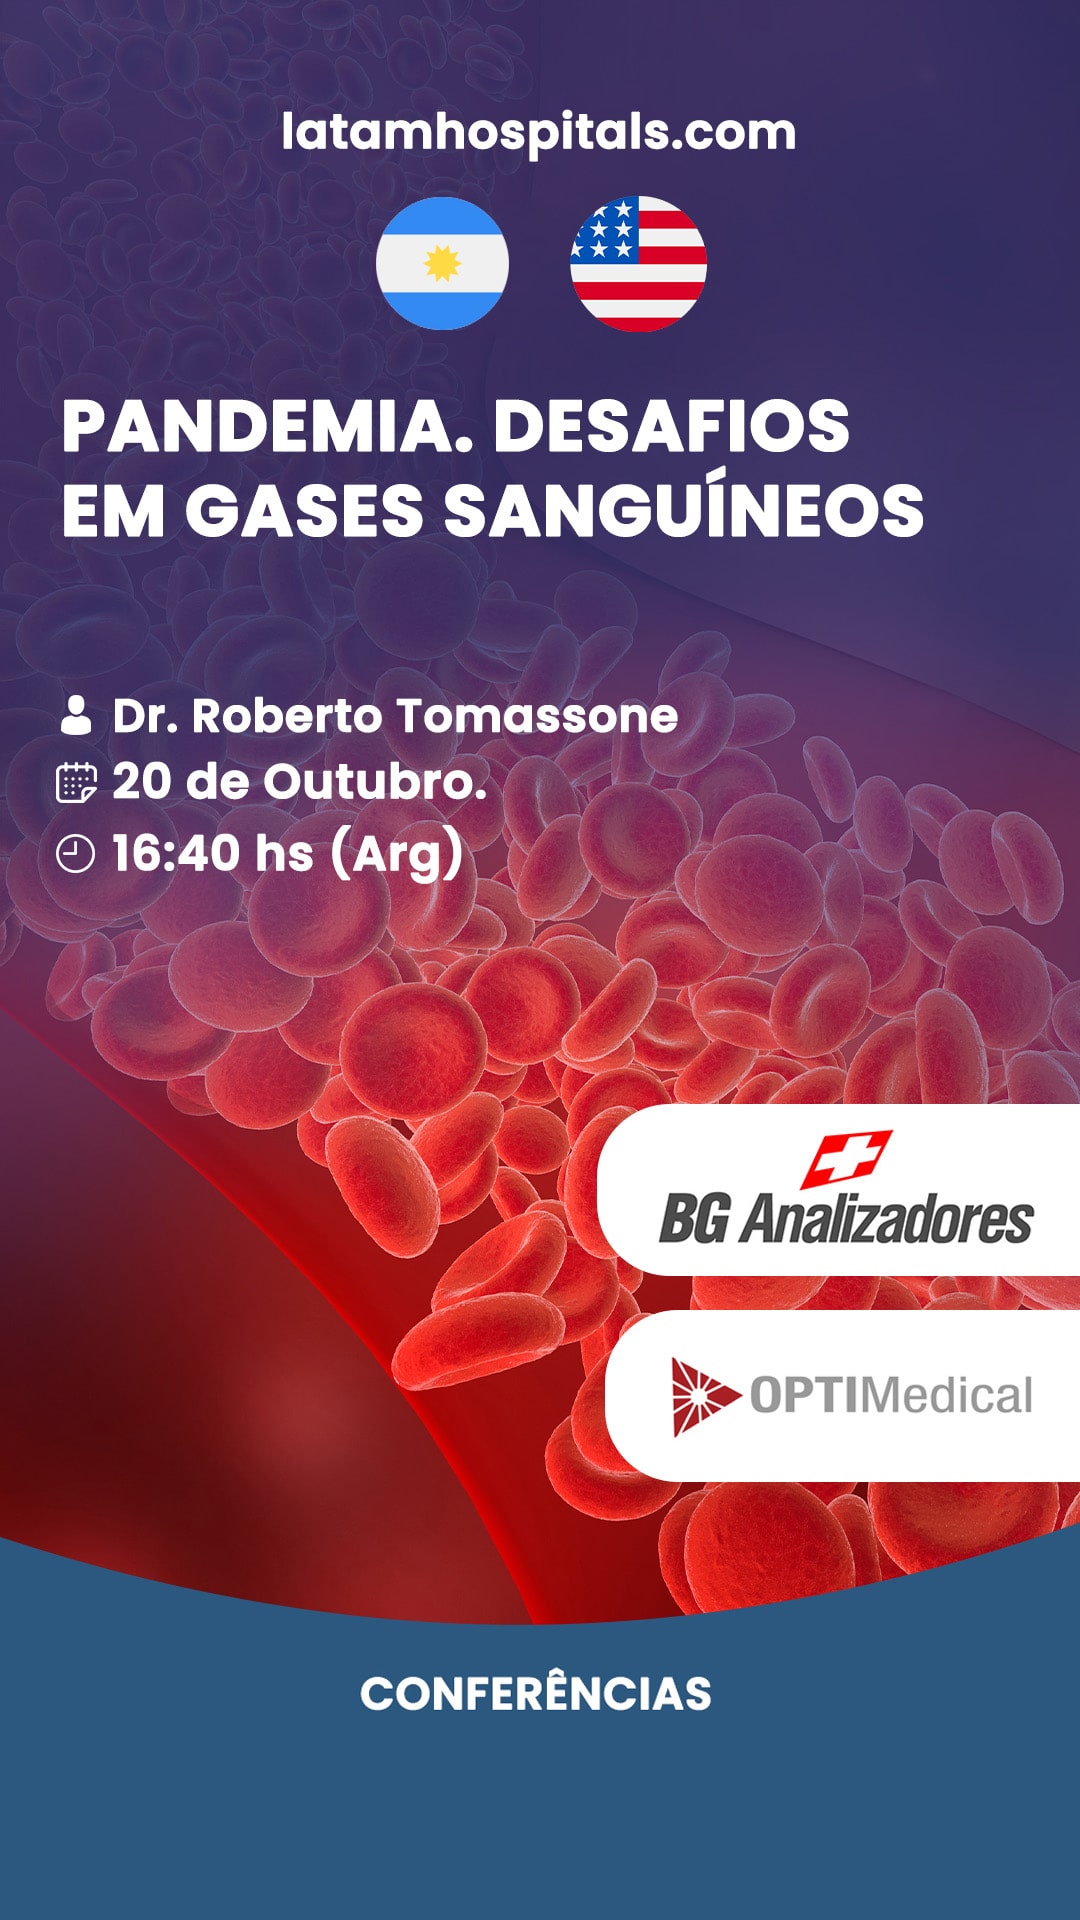 latamhospitals.com
PANDEMIA. DESAFIOS
EM GASES SANGUÍNEOS
Dr. Roberto Tomassone
20 de Outubro.
16:40 hs (Arg)
BG Analizadores
OPTIMedical
CONFERÊNCIAS